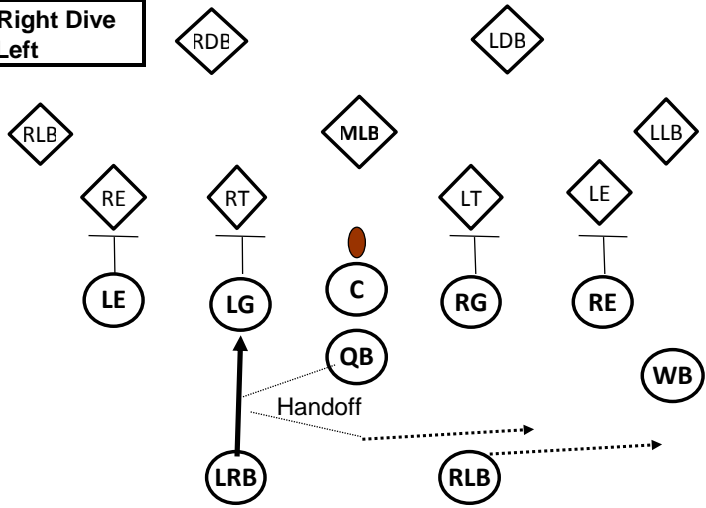 Right Dive
Left
RDB
LDB
RLB
MLB
LLB
RE
RT
LT
LE
LE
LG
C
RG
RE
QB
WB
Handoff
LRB
RLB